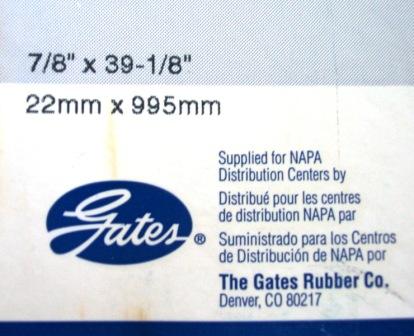 7/8" x 39-1/8"
22mm x 995mm
Supplied for NAPA
Distribution Centers by
Distribué pour les centres
de distribution NAPA par
Gates®
Suministrado para los Centros
de Distribución de NAPA por
The Gates Rubber Co.
Denver, CO 80217